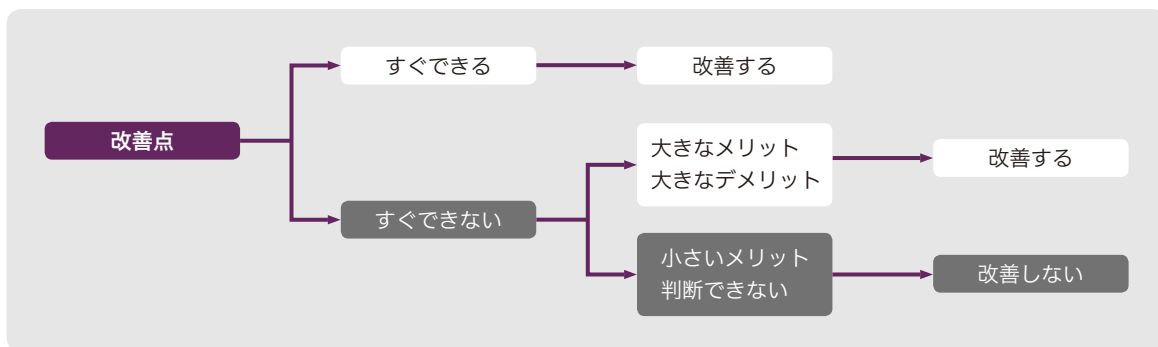 改善点
すぐできる
改善する
すぐできない
大きなメリット
大きなデメリット
改善する
小さいメリット
判断できない
改善しない